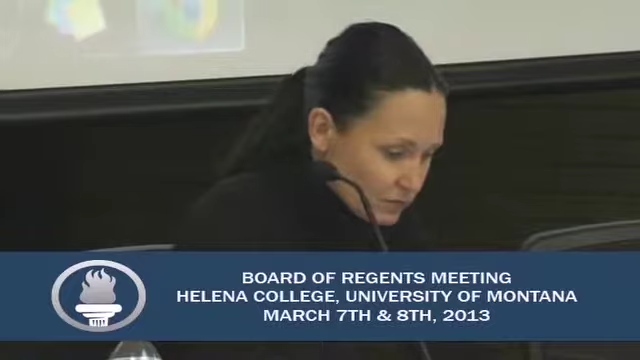 BOARD OF REGENTS MEETING
HELENA COLLEGE, UNIVERSITY OF MONTANA
MARCH 7TH & 8TH, 2013